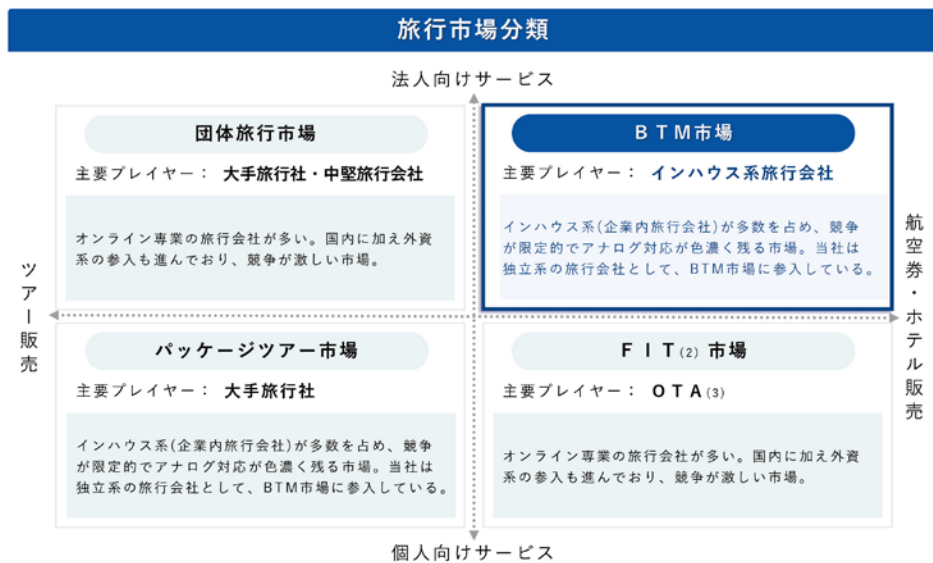 旅行市場分類
法人向けサービス
団体旅行市場
主要プレイヤー： 大手旅行社・中堅旅行会社
オンライン専業の旅行会社が多い。国内に加え外資
系の参入も進んでおり、競争が激しい市場。
BTM市場
主要プレイヤー： インハウス系旅行会社
インハウス系(企業内旅行会社)が多数を占め、競争
が限定的でアナログ対応が色濃く残る市場。当社は
独立系の旅行会社として、BTM市場に参入している。
ツアー販売
航空券・ホテル販売
パッケージツアー市場
主要プレイヤー： 大手旅行社
インハウス系(企業内旅行会社)が多数を占め、競争
が限定的でアナログ対応が色濃く残る市場。当社は
独立系の旅行会社として、BTM市場に参入している。
FIT(2) 市場
主要プレイヤー： OTA(3)
オンライン専業の旅行会社が多い。国内に加え外資
系の参入も進んでおり、競争が激しい市場。
個人向けサービス